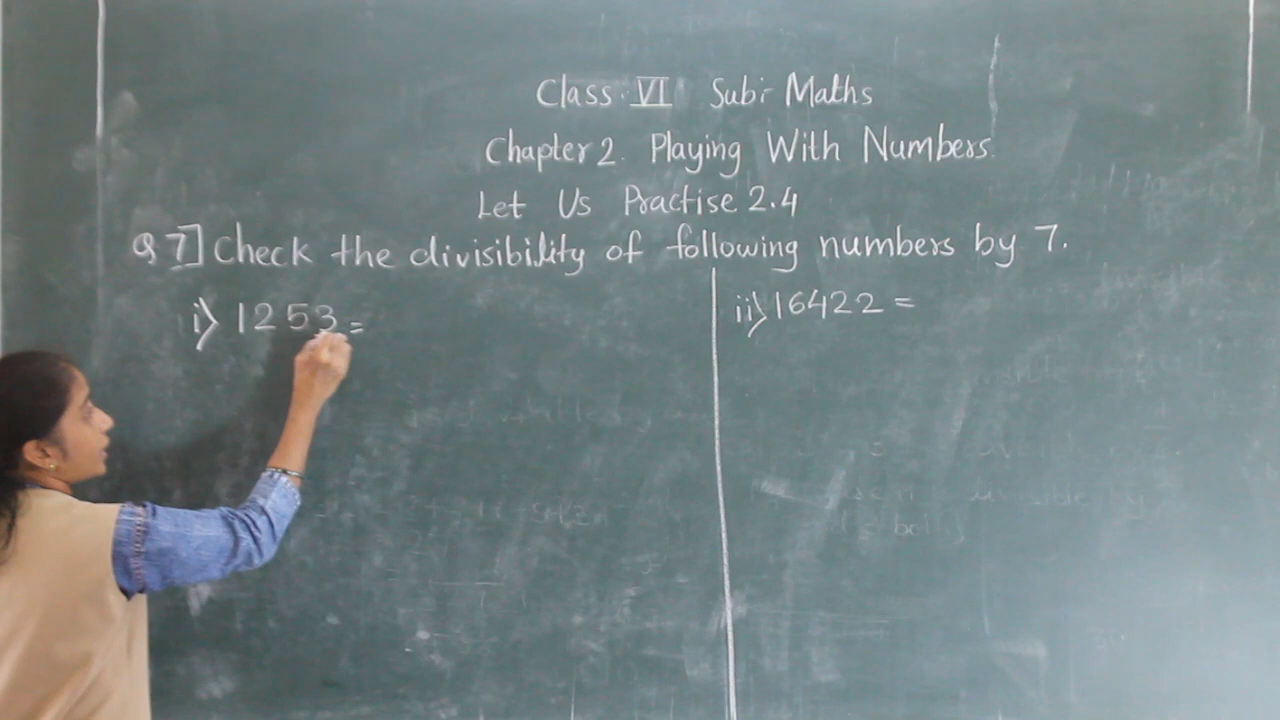 Class. VI Sub:- Maths
Chapter 2. Playing With Numbers.
Let Us Practise 2.4
Q 7] Check the divisibility of following numbers by 7.
i) 1253=
ii) 16422 =